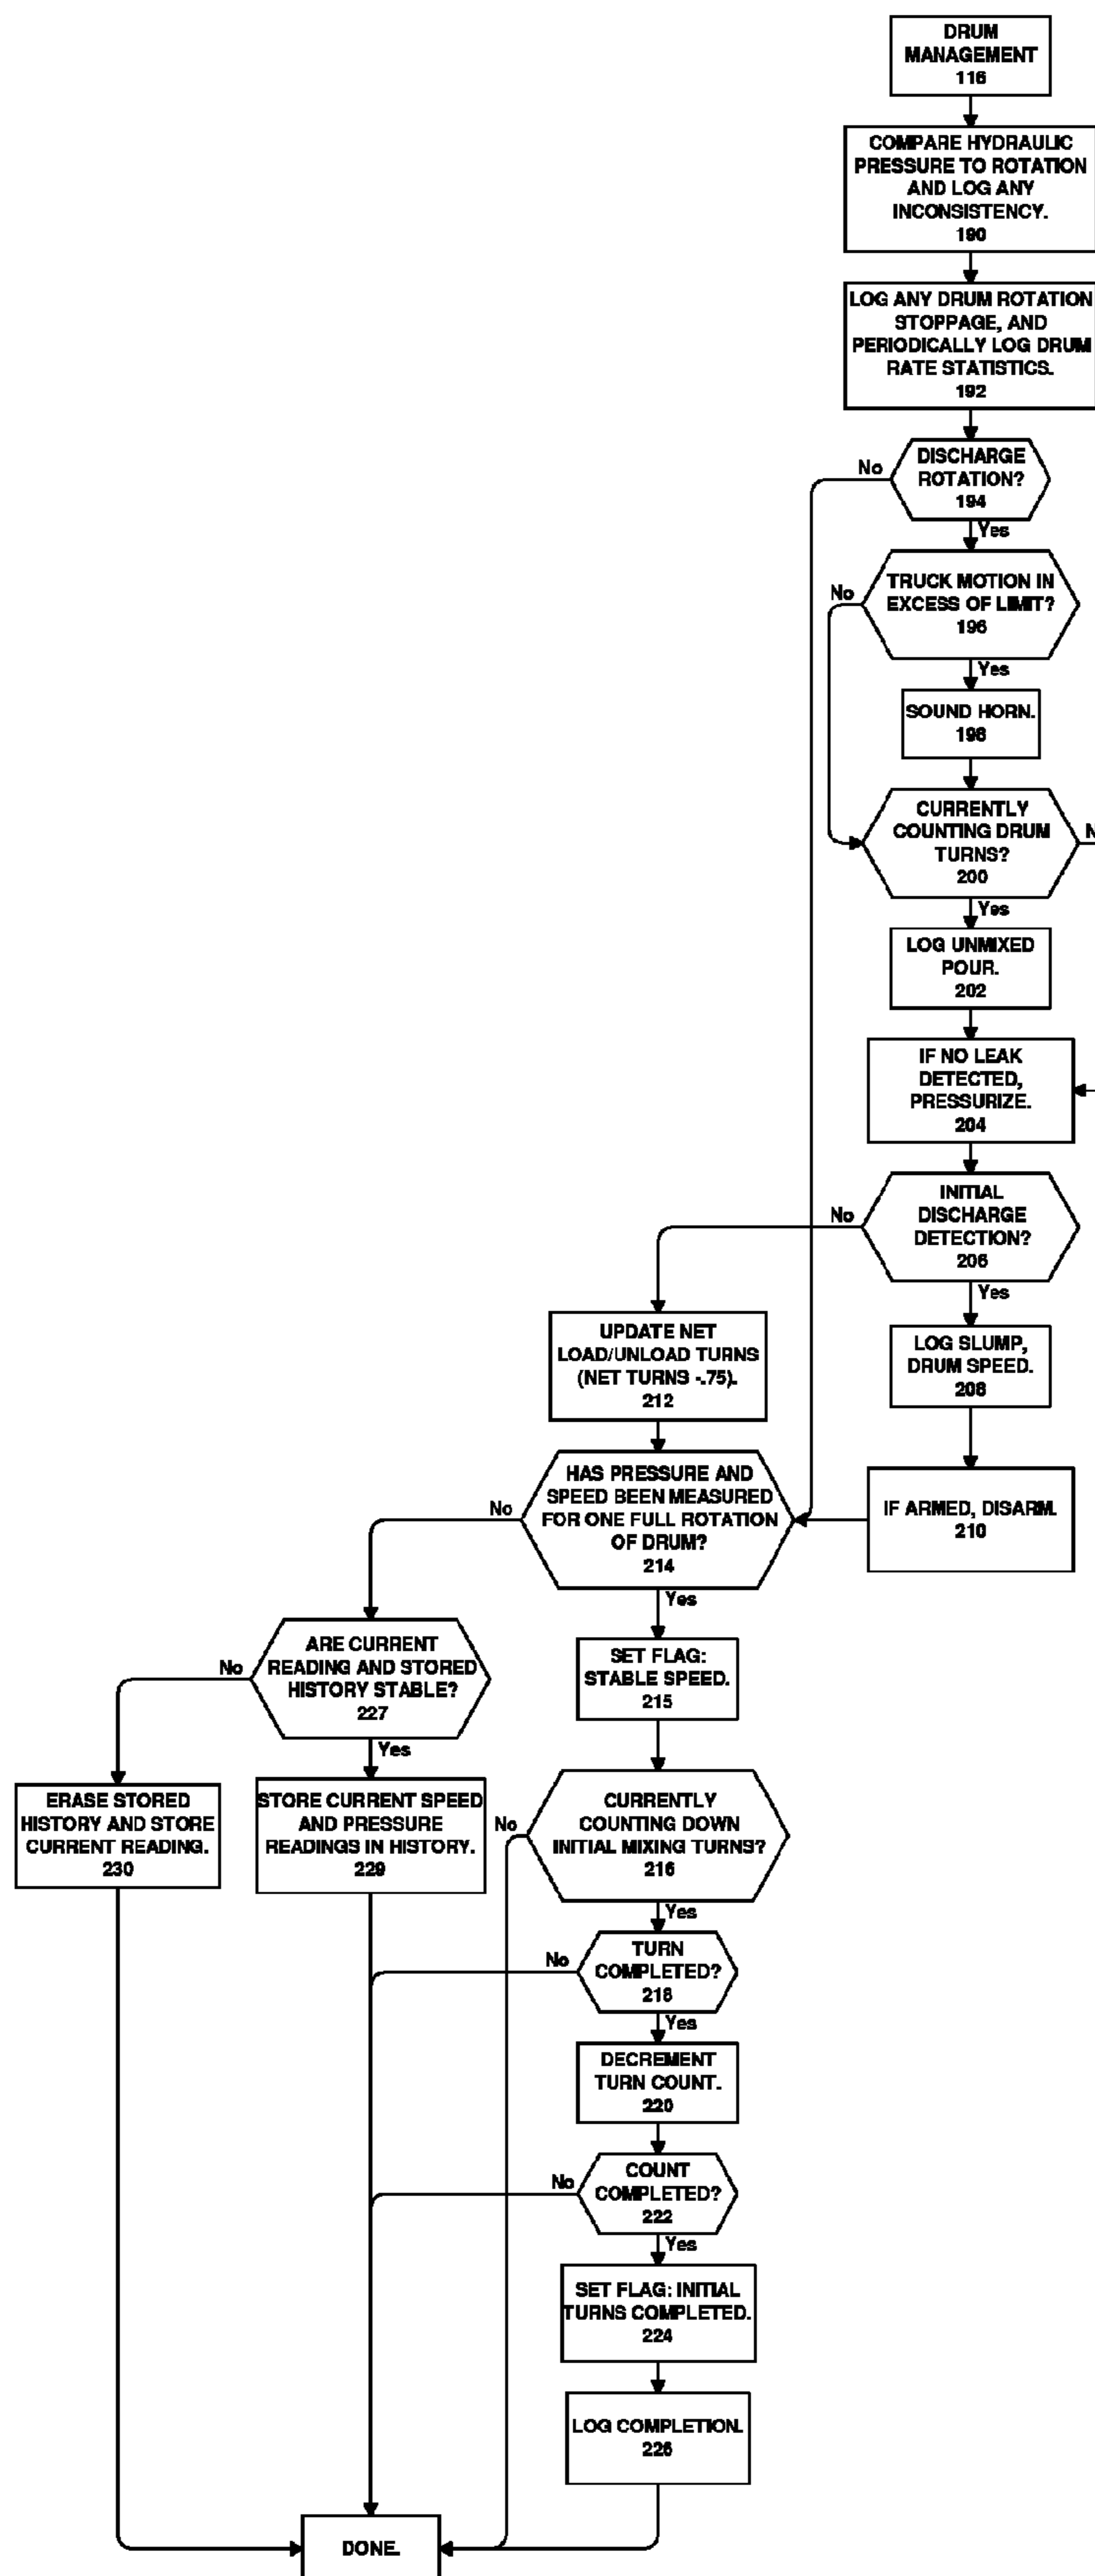 DRUM
MANAGEMENT
116
COMPARE HYDRAULIC
PRESSURE TO ROTATION
AND LOG ANY
INCONSISTENCY.
190
LOG ANY DRUM ROTATION
STOPPAGE, AND
PERIODICALLY LOG DRUM
RATE STATISTICS.
192
DISCHARGE
ROTATION?
194
No
Yes
TRUCK MOTION IN
EXCESS OF LIMIT?
196
No
Yes
SOUND HORN.
198
CURRENTLY
COUNTING DRUM
TURNS?
200
Yes
LOG UNMIXED
POUR.
202
IF NO LEAK
DETECTED,
PRESSURIZE.
204
INITIAL
DISCHARGE
DETECTION?
206
No
Yes
UPDATE NET
LOAD/UNLOAD TURNS
(NET TURNS -.75).
212
LOG SLUMP,
DRUM SPEED.
208
HAS PRESSURE AND
SPEED BEEN MEASURED
FOR ONE FULL ROTATION
OF DRUM?
214
No
Yes
IF ARMED, DISARM.
210
ARE CURRENT
READING AND STORED
HISTORY STABLE?
227
No
Yes
SET FLAG:
STABLE SPEED.
215
ERASE STORED
HISTORY AND STORE
CURRENT READING.
230
STORE CURRENT SPEED
AND PRESSURE
READINGS IN HISTORY.
229
CURRENTLY
COUNTING DOWN
INITIAL MIXING TURNS?
216
No
Yes
TURN
COMPLETED?
218
No
Yes
DECREMENT
TURN COUNT.
220
COUNT
COMPLETED?
222
No
Yes
SET FLAG: INITIAL
TURNS COMPLETED.
224
LOG COMPLETION.
226
DONE.